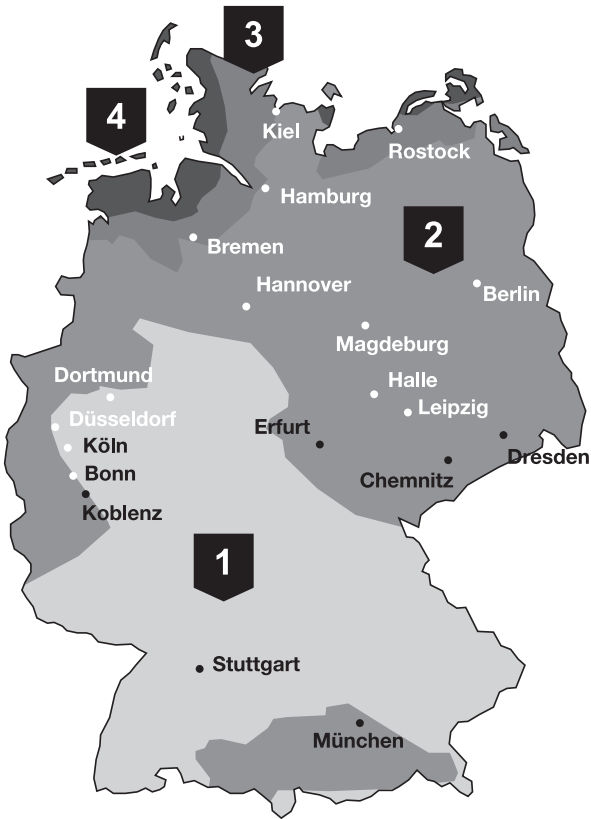 3
4
Kiel
Rostock
Hamburg
2
Bremen
Hannover
Berlin
Magdeburg
Dortmund
Halle
Leipzig
Düsseldorf
Erfurt
Köln
Dresden
Bonn
Chemnitz
Koblenz
1
Stuttgart
München